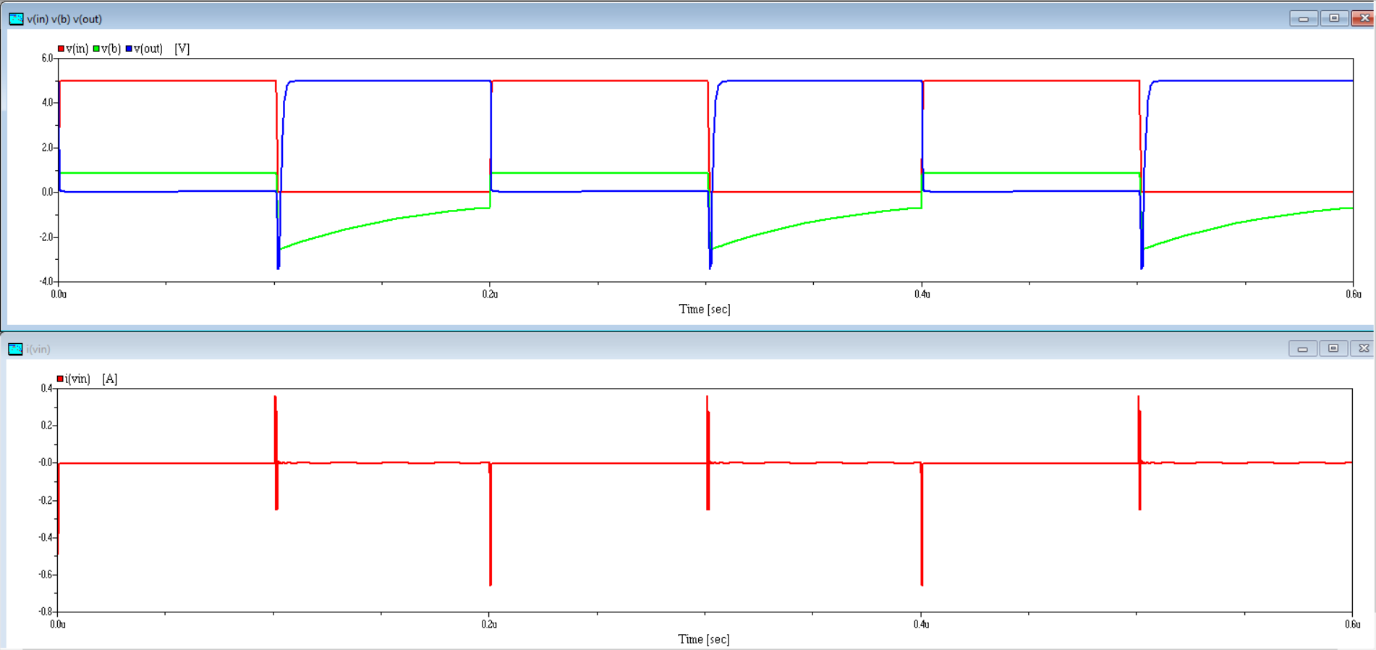 v(in) v(b) v(out)
v(in) v(b) v(out) [V]
6.0
4.0
2.0
0.0
-2.0
-4.0
0.0u 0.2u 0.4u 0.6u
Time [sec]
i(vin)
i(vin) [A]
0.4
0.2
-0.0
-0.2
-0.4
-0.6
-0.8
0.0u 0.2u 0.4u 0.6u
Time [sec]